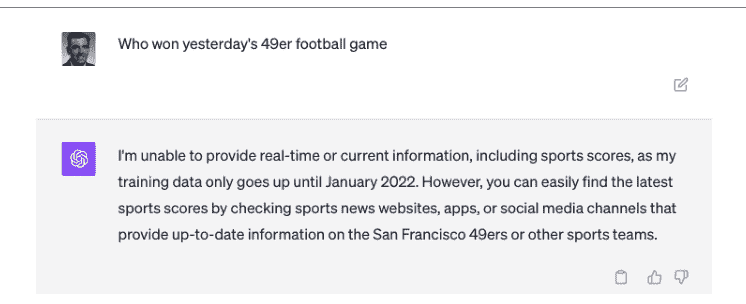 Who won yesterday's 49er football game
I'm unable to provide real-time or current information, including sports scores, as my
training data only goes up until January 2022. However, you can easily find the latest
sports scores by checking sports news websites, apps, or social media channels that
provide up-to-date information on the San Francisco 49ers or other sports teams.